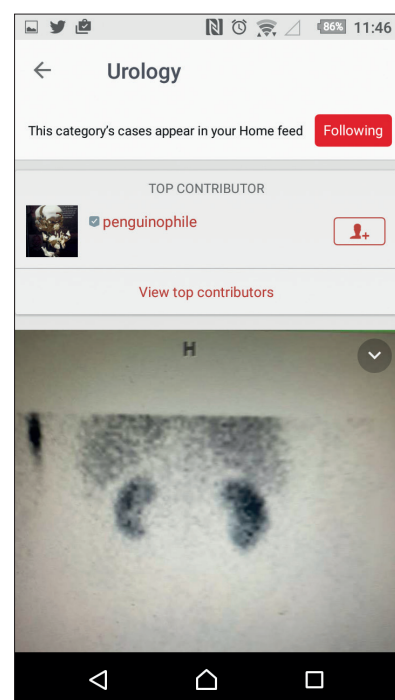 86% 11:46
Urology
This category's cases appear in your Home feed Following
TOP CONTRIBUTOR
penguinophile
View top contributors
H